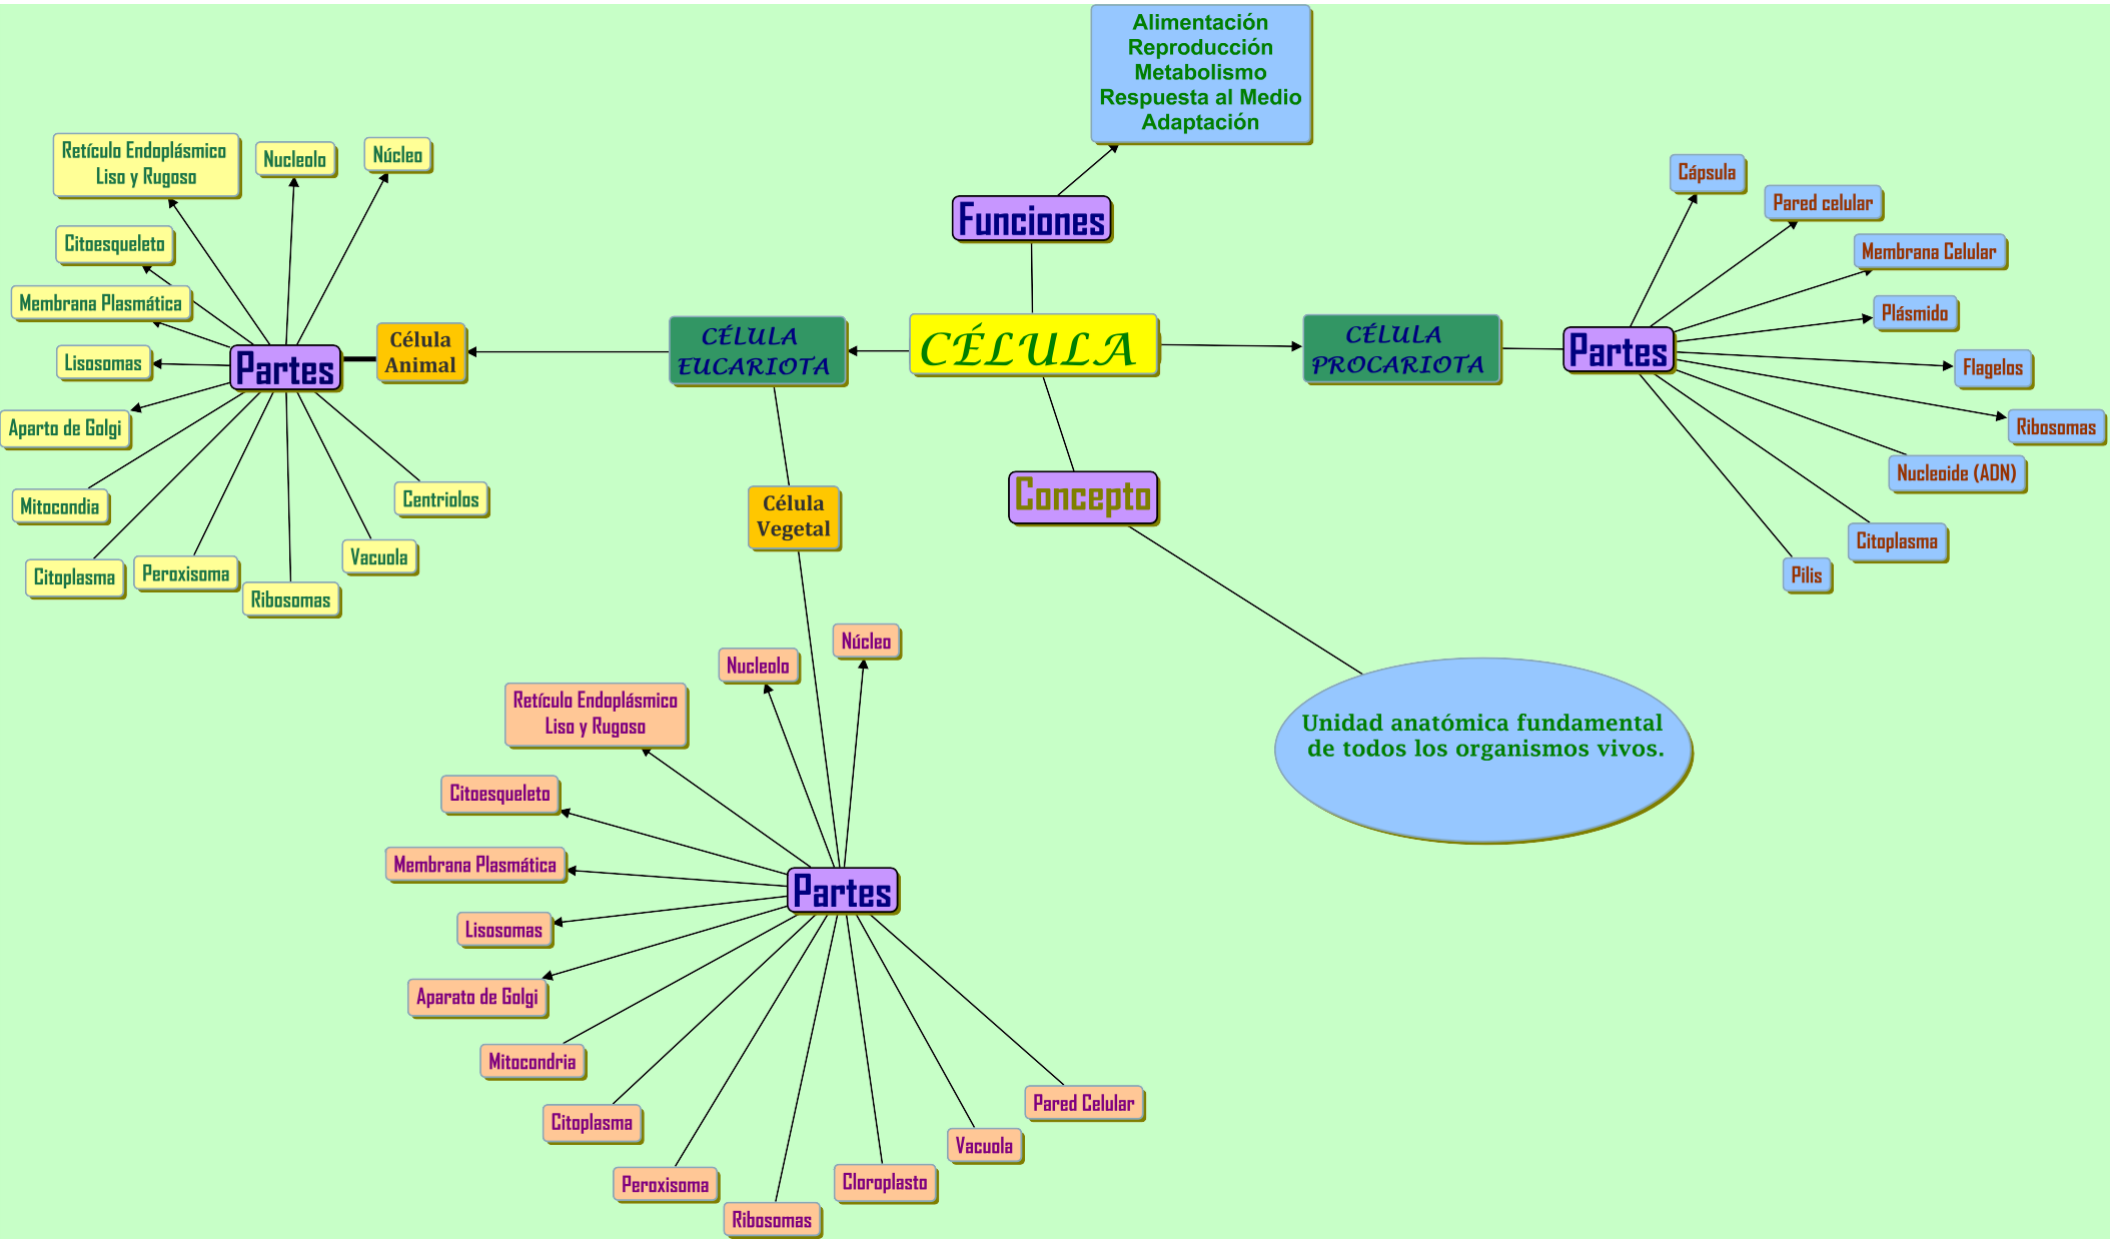 Alimentación
Reproducción
Metabolismo
Respuesta al Medio
Adaptación
Funciones
CÉLULA
Concepto
Unidad anatómica fundamental
de todos los organismos vivos.
CÉLULA
EUCARIOTA
Célula
Animal
Partes
Retículo Endoplásmico
Liso y Rugoso
Nucleolo
Núcleo
Citoesqueleto
Membrana Plasmática
Lisosomas
Aparto de Golgi
Mitocondia
Citoplasma
Peroxisoma
Ribosomas
Vacuola
Centriolos
Célula
Vegetal
Partes
Núcleo
Nucleolo
Retículo Endoplásmico
Liso y Rugoso
Citoesqueleto
Membrana Plasmática
Lisosomas
Aparato de Golgi
Mitocondria
Citoplasma
Peroxisoma
Ribosomas
Cloroplasto
Vacuola
Pared Celular
CÉLULA
PROCARIOTA
Partes
Cápsula
Pared celular
Membrana Celular
Plásmido
Flagelos
Ribosomas
Nucleoide (ADN)
Citoplasma
Pilis